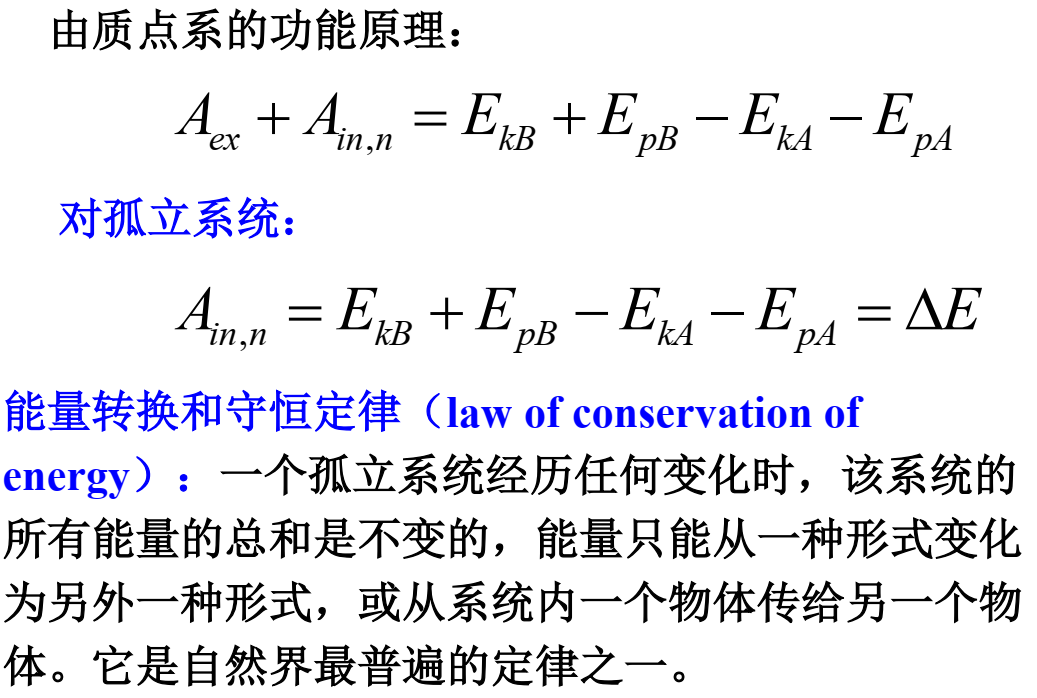 由质点系的功能原理：
A_{ex} + A_{in,n} = E_{kB} + E_{pB} − E_{kA} − E_{pA}
对孤立系统：
A_{in,n} = E_{kB} + E_{pB} − E_{kA} − E_{pA} = ΔE
能量转换和守恒定律（law of conservation of
energy）：一个孤立系统经历任何变化时，该系统的
所有能量的总和是不变的，能量只能从一种形式变化
为另外一种形式，或从系统内一个物体传给另一个物
体。它是自然界最普遍的定律之一。